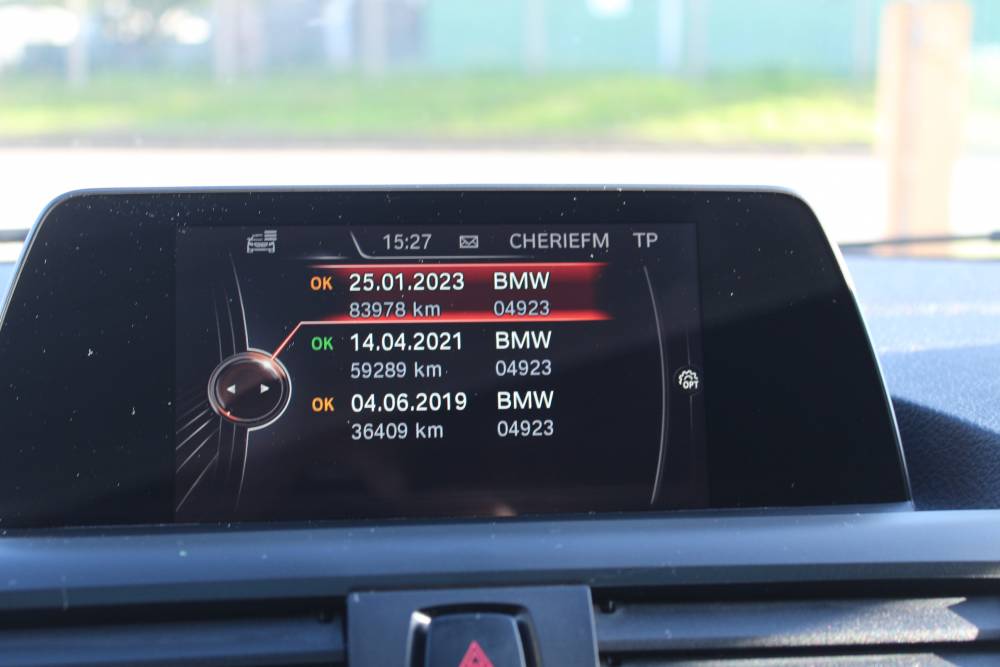 15:27 CHERIEFM TP
OK 25.01.2023 BMW
83978 km 04923
OK 14.04.2021 BMW
59289 km 04923
OPT
OK 04.06.2019 BMW
36409 km 04923